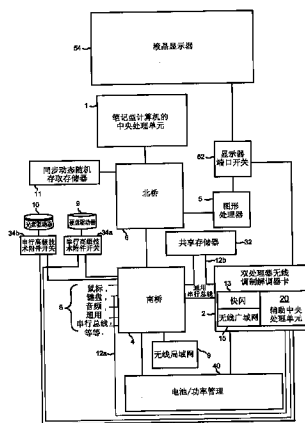 54
液晶显示器
1
笔记型计算机的
中央处理单元
62
显示器
端口开关
同步动态随机
存取存储器
11
北桥
6
5
图形
处理器
10
9
34b
34a
串行高级技
术附件开关
串行高级技
术附件开关
共享存储器
32
12b
通用
串行总线
双处理器无线
调制解调器卡
13
快闪
2
无线广域网
15
20
辅助中央
处理单元
南桥
4
8
鼠标,
键盘,
音频
通用
串行总线,
等等.
12a
无线局域网
9
40
电池/功率管理